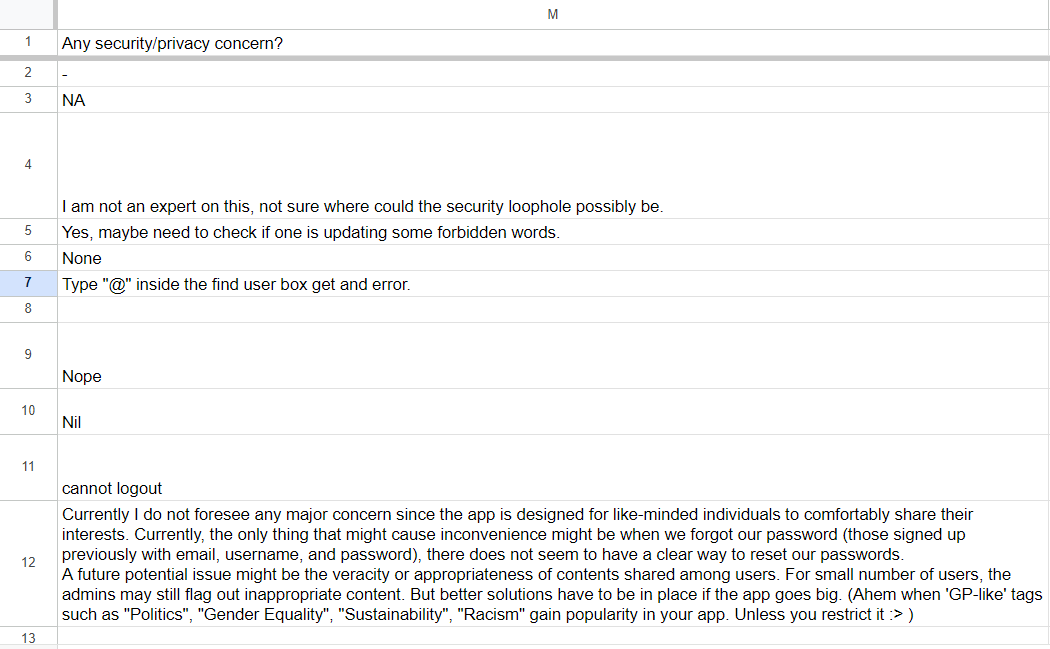 M
1 Any security/privacy concern?
2 -
3 NA
4 I am not an expert on this, not sure where could the security loophole possibly be.
5 Yes, maybe need to check if one is updating some forbidden words.
6 None
7 Type "@" inside the find user box get and error.
8
9 Nope
10 Nil
11 cannot logout
12 Currently I do not foresee any major concern since the app is designed for like-minded individuals to comfortably share their
interests. Currently, the only thing that might cause inconvenience might be when we forgot our password (those signed up
previously with email, username, and password), there does not seem to have a clear way to reset our passwords.
A future potential issue might be the veracity or appropriateness of contents shared among users. For small number of users, the
admins may still flag out inappropriate content. But better solutions have to be in place if the app goes big. (Ahem when 'GP-like' tags
such as "Politics", "Gender Equality", "Sustainability", "Racism" gain popularity in your app. Unless you restrict it :> )
13